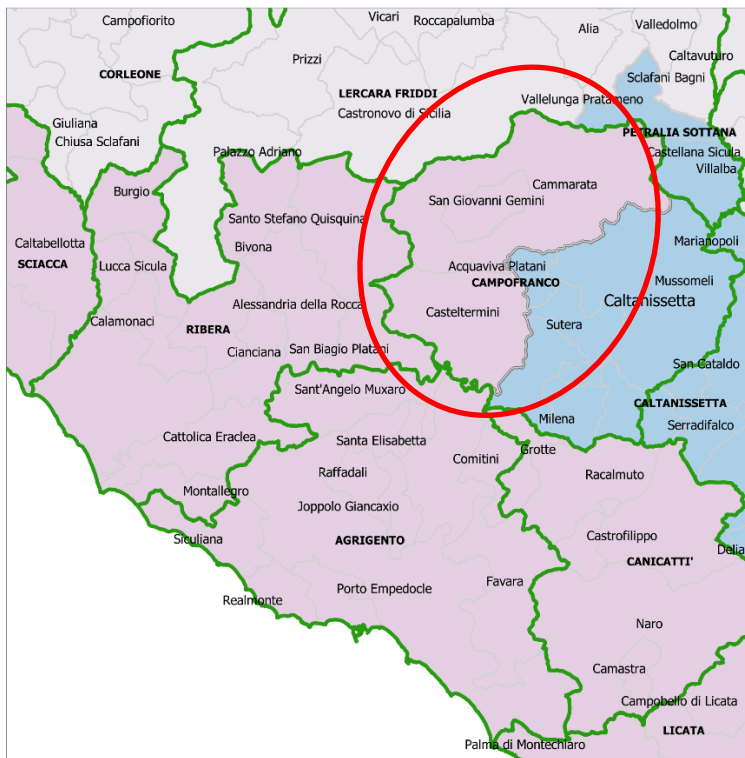 Campofiorito
Vicari
Roccapalumba
Alia
Valledolmo
Prizzi
Caltavuturo
CORLEONE
Sclafani Bagni
LERCARA FRIDDI
Vallelunga Pratameno
Castronovo di Sicilia
Giuliana
PETRALIA SOTTANA
Chiusa Sclafani
Palazzo Adriano
Castellana Sicula
Villalba
Burgio
Cammarata
San Giovanni Gemini
Santo Stefano Quisquina
Caltabellotta
Bivona
Marianopoli
SCIACCA
Lucca Sicula
Acquaviva Platani
CAMPOFRANCO
Mussomeli
Alessandria della Rocca
Caltanissetta
Calamonaci
Casteltermini
RIBERA
Sutera
Cianciana
San Biagio Platani
San Cataldo
Sant'Angelo Muxaro
CALTANISSETTA
Milena
Serradifalco
Cattolica Eraclea
Santa Elisabetta
Comitini
Grotte
Raffadali
Racalmuto
Montallegro
Joppolo Giancaxio
Siculiana
AGRIGENTO
Castrofilippo
Delia
CANICATTI'
Porto Empedocle
Favara
Realmonte
Naro
Camastra
Campobello di Licata
LICATA
Palma di Montechiaro